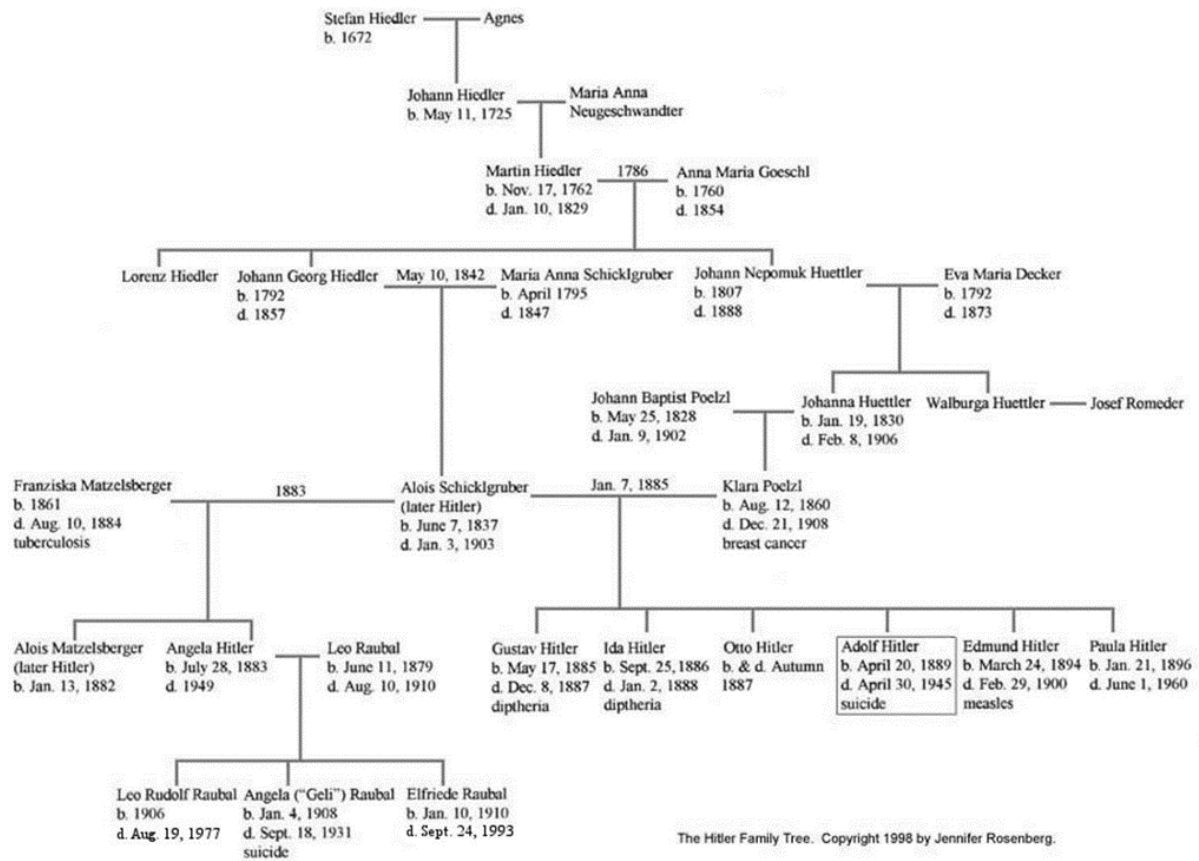 Stefan Hiedler
b. 1672
Agnes
Johann Hiedler
b. May 11, 1725
Maria Anna
Neugeschwandter
Martin Hiedler
b. Nov. 17, 1762
d. Jan. 10, 1829
1786
Anna Maria Goeschl
b. 1760
d. 1854
Lorenz Hiedler
Johann Georg Hiedler
b. 1792
d. 1857
May 10, 1842
Maria Anna Schicklgruber
b. April 1795
d. 1847
Johann Nepomuk Huettler
b. 1807
d. 1888
Eva Maria Decker
b. 1792
d. 1873
Johann Baptist Poelzl
b. May 25, 1828
d. Jan. 9, 1902
Johanna Huettler
b. Jan. 19, 1830
d. Feb. 8, 1906
Walburga Huettler
Josef Romeder
Franziska Matzelsberger
b. 1861
d. Aug. 10, 1884
tuberculosis
1883
Alois Schicklgruber
(later Hitler)
b. June 7, 1837
d. Jan. 3, 1903
Jan. 7, 1885
Klara Poelzl
b. Aug. 12, 1860
d. Dec. 21, 1908
breast cancer
Alois Matzelsberger
(later Hitler)
b. Jan. 13, 1882
Angela Hitler
b. July 28, 1883
d. 1949
Leo Raubal
b. June 11, 1879
d. Aug. 10, 1910
Gustav Hitler
b. May 17, 1885
d. Dec. 8, 1887
diptheria
Ida Hitler
b. Sept. 25, 1886
d. Jan. 2, 1888
diptheria
Otto Hitler
b. & d. Autumn
1887
Adolf Hitler
b. April 20, 1889
d. April 30, 1945
suicide
Edmund Hitler
b. March 24, 1894
d. Feb. 29, 1900
measles
Paula Hitler
b. Jan. 21, 1896
d. June 1, 1960
Leo Rudolf Raubal
b. 1906
d. Aug. 19, 1977
Angela ("Geli") Raubal
b. Jan. 4, 1908
d. Sept. 18, 1931
suicide
Elfriede Raubal
b. Jan. 10, 1910
d. Sept. 24, 1993
The Hitler Family Tree. Copyright 1998 by Jennifer Rosenberg.